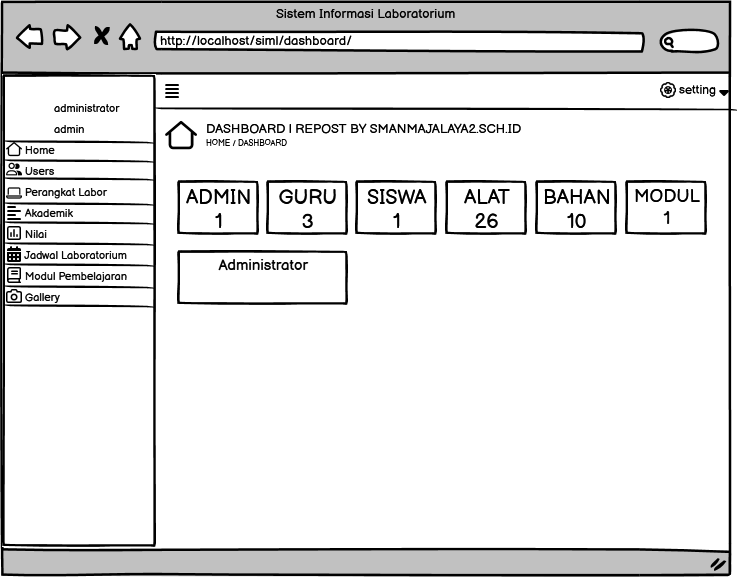 Sistem Informasi Laboratorium
http://localhost/siml/dashboard/
setting
administrator
admin
Home
Users
Perangkat Labor
Akademik
Nilai
Jadwal Laboratorium
Modul Pembelajaran
Gallery
DASHBOARD | REPOST BY SMANMAJALAYA2.SCH.ID
HOME / DASHBOARD
ADMIN
1
GURU
3
SISWA
1
ALAT
26
BAHAN
10
MODUL
1
Administrator